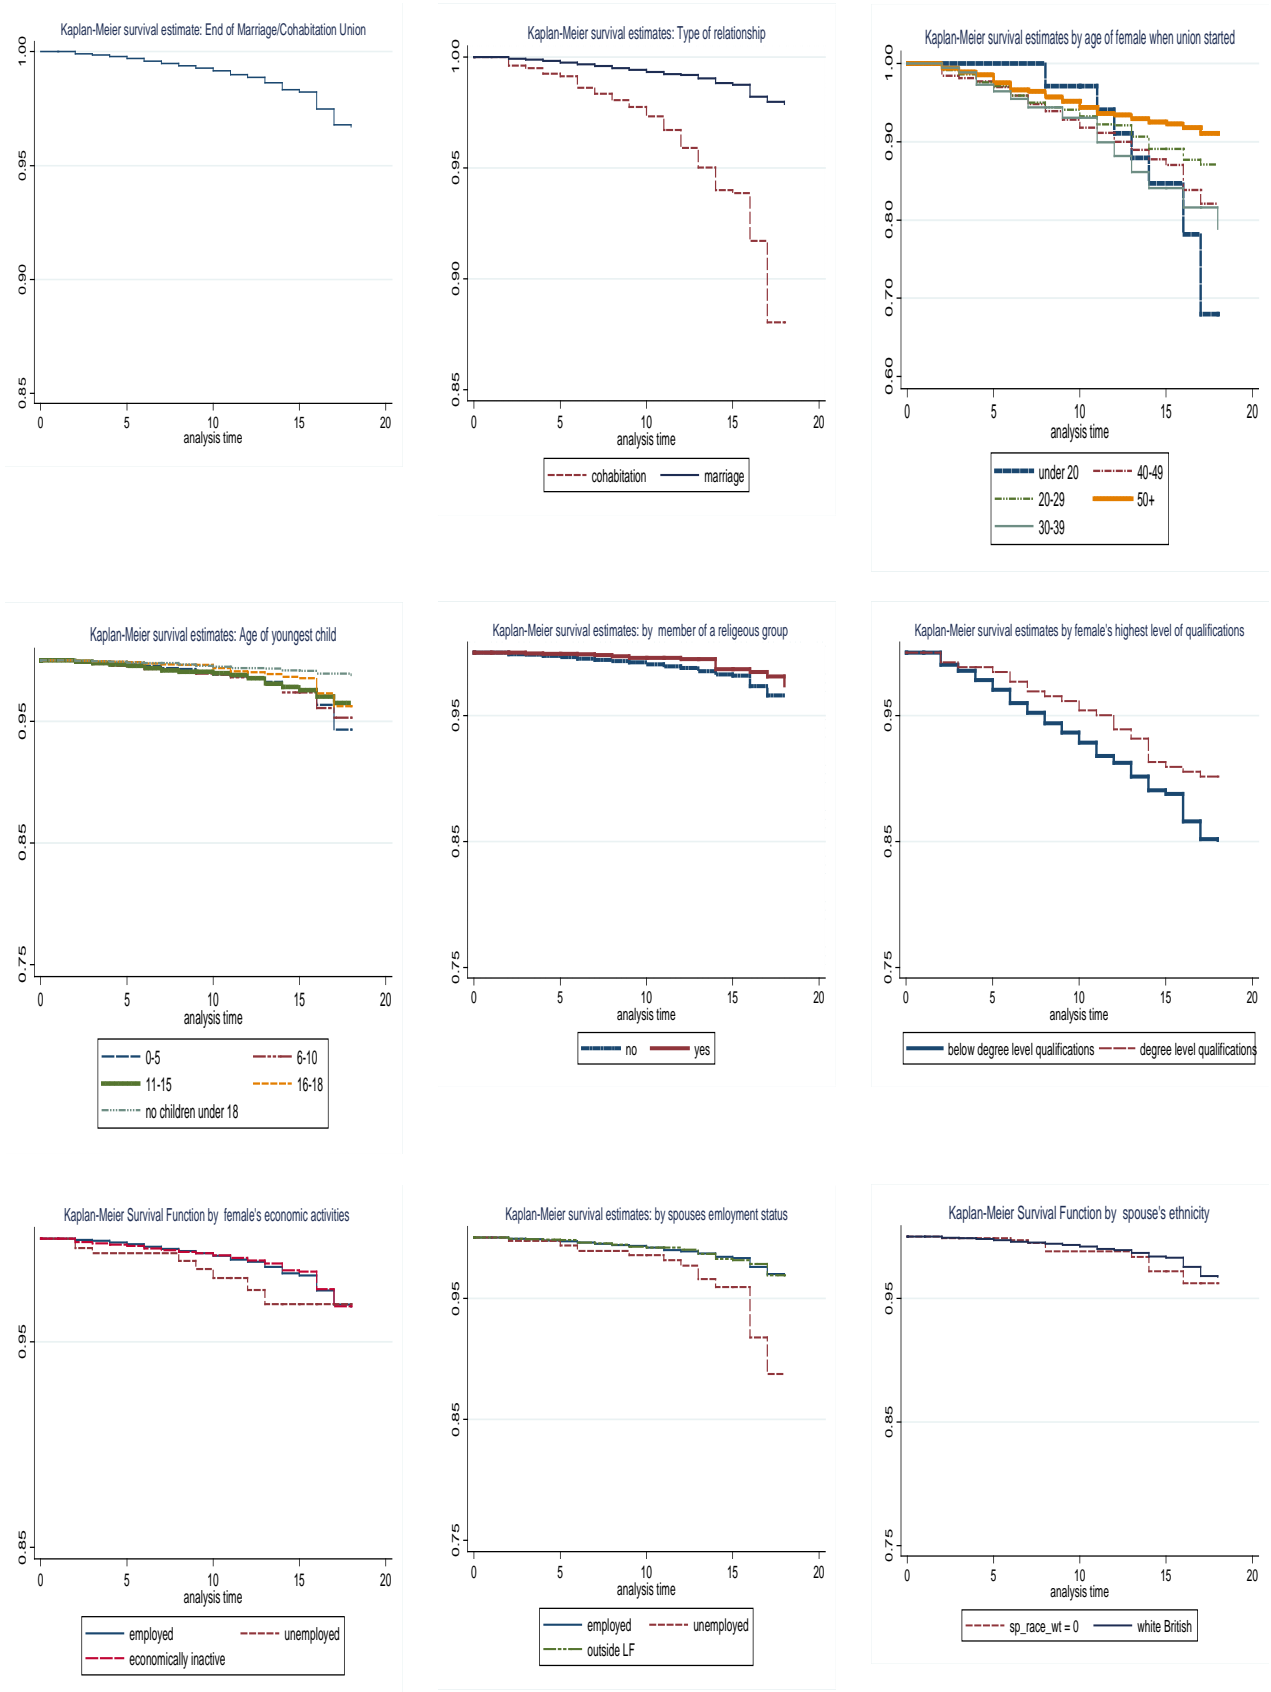 Kaplan-Meier survival estimate: End of Marriage/Cohabitation Union
1.00
0.95
0.90
0.85
0 5 10 15 20
analysis time
Kaplan-Meier survival estimates: Type of relationship
1.00
0.95
0.90
0.85
0 5 10 15 20
analysis time
cohabitation marriage
Kaplan-Meier survival estimates by age of female when union started
1.00
0.90
0.80
0.70
0.60
0 5 10 15 20
analysis time
under 20 40-49
20-29 50+
30-39
Kaplan-Meier survival estimates: Age of youngest child
0.95
0.85
0.75
0 5 10 15 20
analysis time
0-5 6-10
11-15 16-18
no children under 18
Kaplan-Meier survival estimates: by member of a religeous group
0.95
0.85
0.75
0 5 10 15 20
analysis time
no yes
Kaplan-Meier survival estimates by female's highest level of qualifications
0.95
0.85
0.75
0 5 10 15 20
analysis time
below degree level qualifications degree level qualifications
Kaplan-Meier Survival Function by female's economic activities
0.95
0.85
0 5 10 15 20
analysis time
employed unemployed
economically inactive
Kaplan-Meier survival estimates: by spouses emloyment status
0.95
0.85
0.75
0 5 10 15 20
analysis time
employed unemployed
outside LF
Kaplan-Meier Survival Function by spouse's ethnicity
0.95
0.85
0.75
0 5 10 15 20
analysis time
sp_race_wt = 0 white British